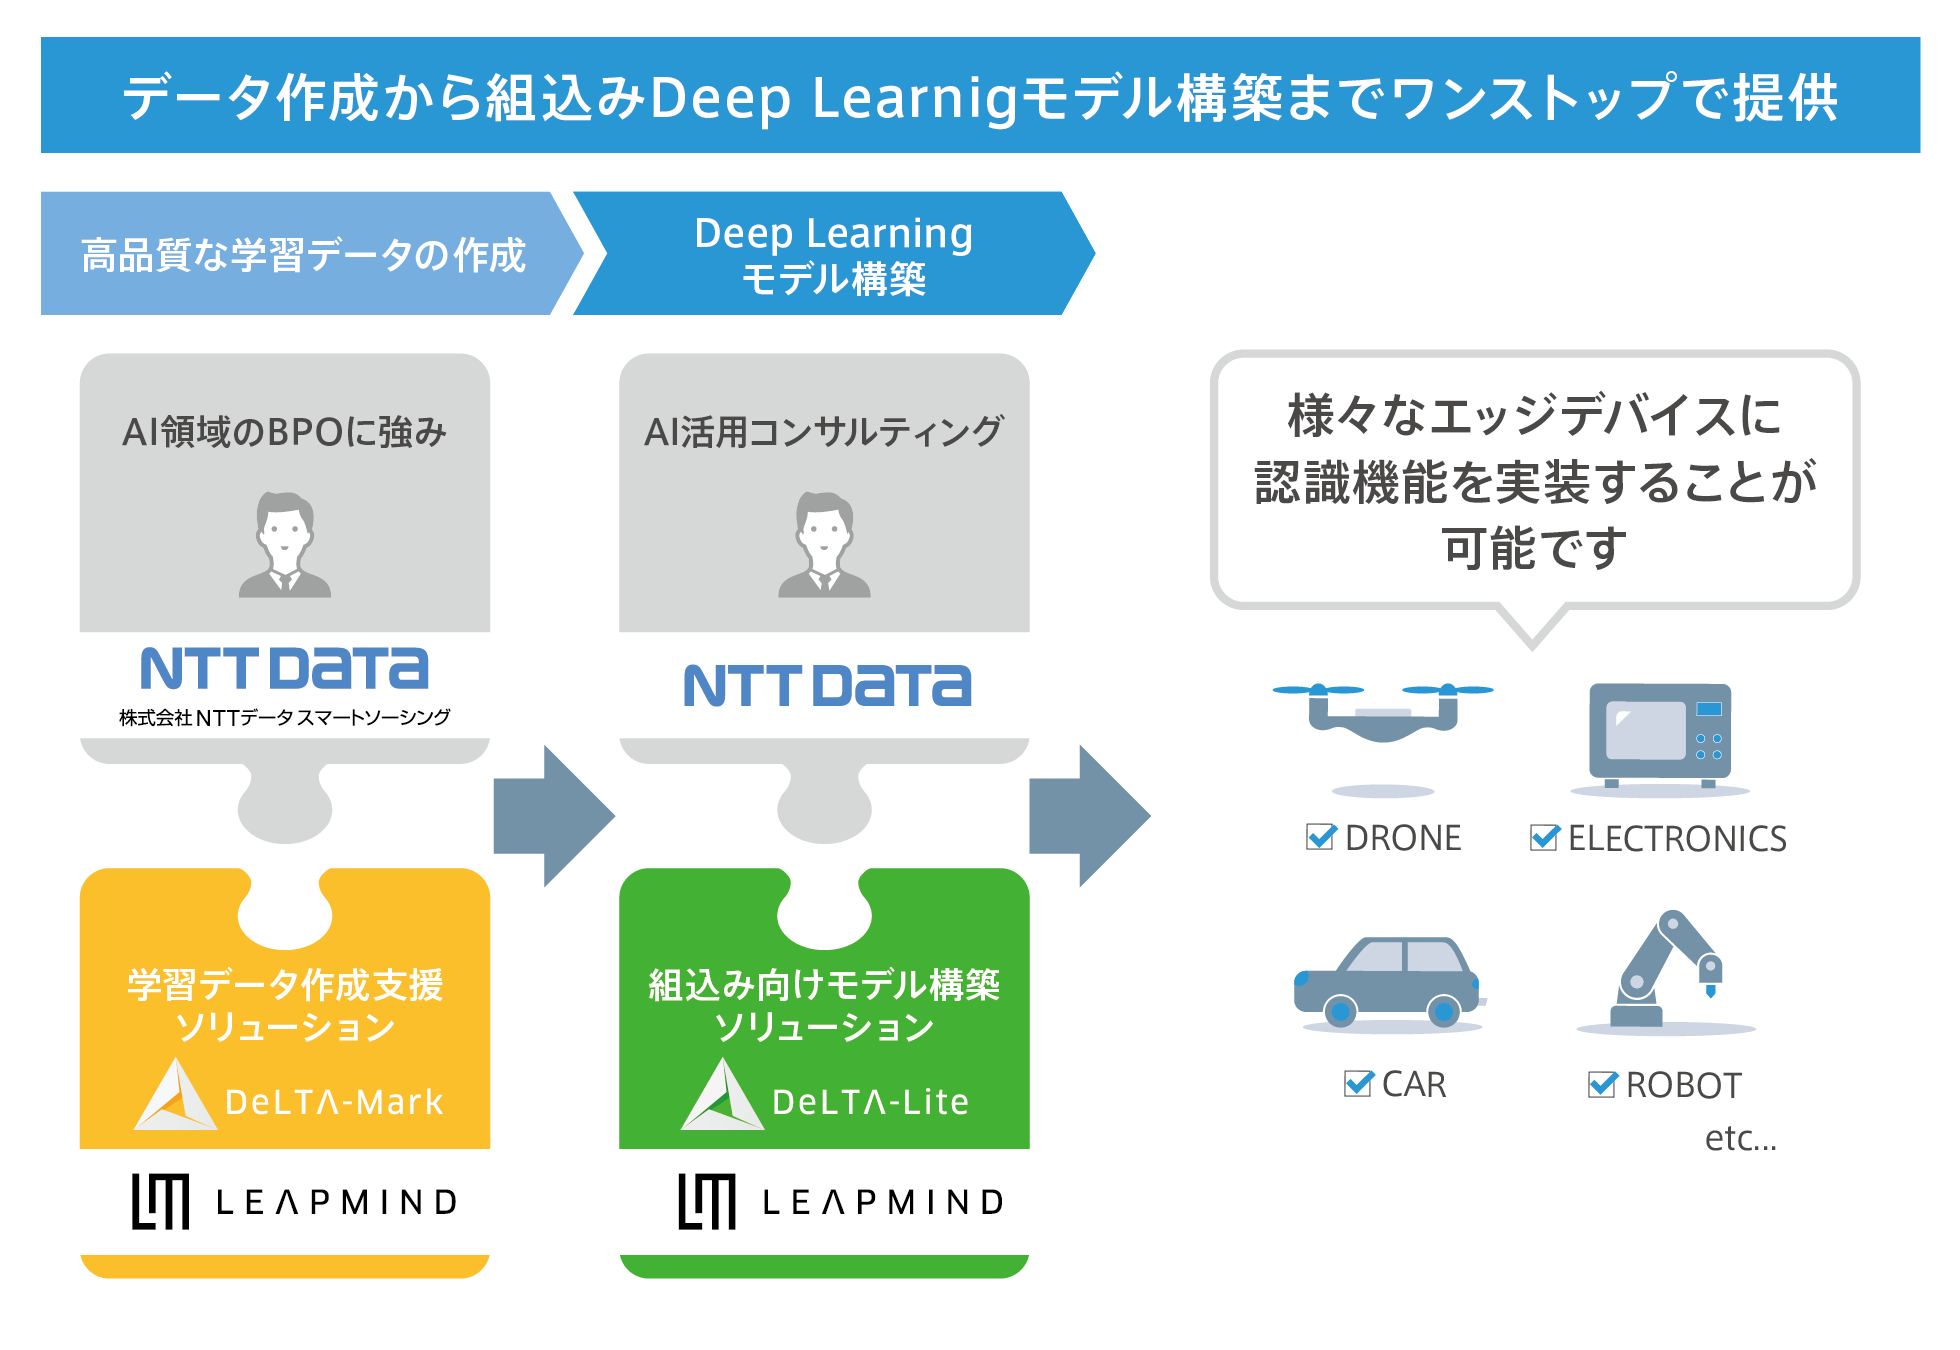 データ作成から組込みDeep Learnigモデル構築までワンストップで提供
高品質な学習データの作成
Deep Learning
モデル構築
AI領域のBPOに強み
NTT DATA
株式会社 NTTデータ スマートソーシング
AI活用コンサルティング
NTT DATA
学習データ作成支援
ソリューション
DeLTA-Mark
LEAPMIND
組込み向けモデル構築
ソリューション
DeLTA-Lite
LEAPMIND
様々なエッジデバイスに
認識機能を実装することが
可能です
DRONE
ELECTRONICS
CAR
ROBOT
etc...